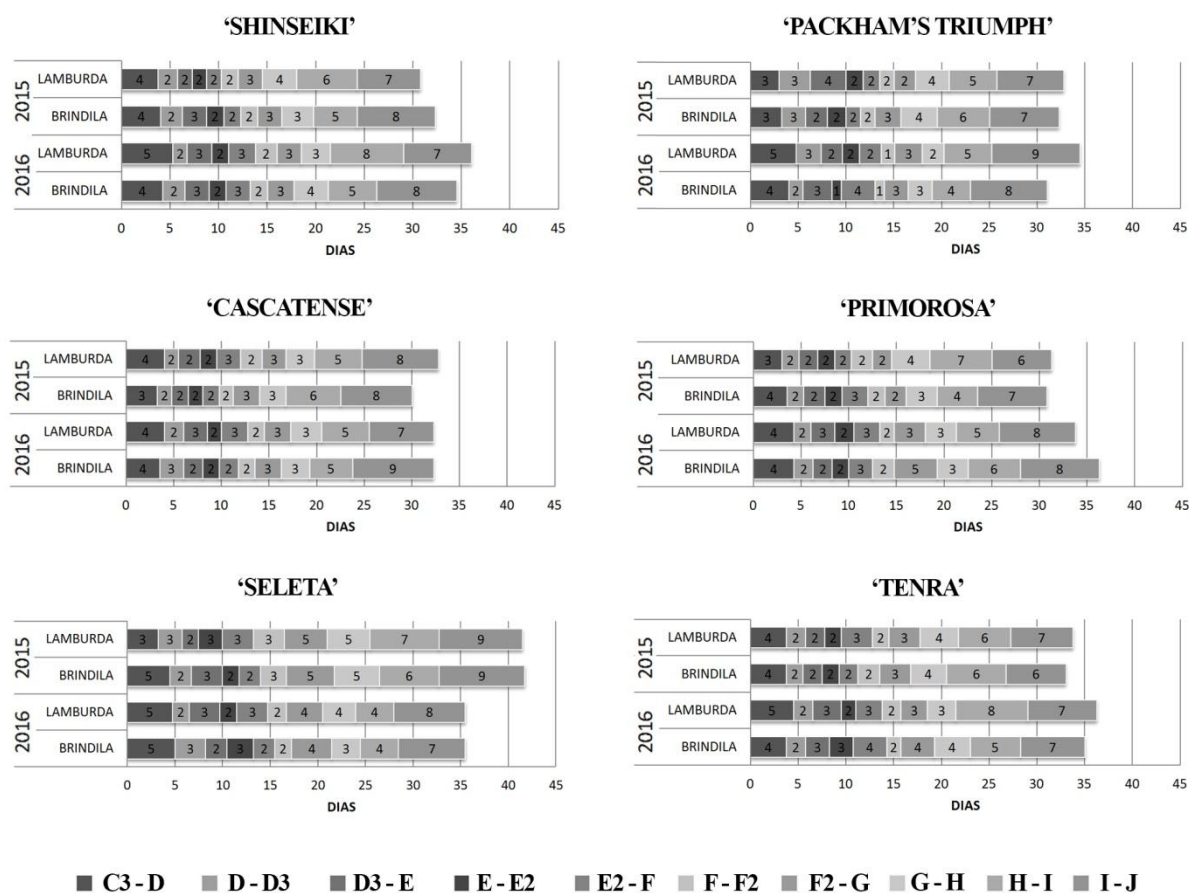 ‘SHINSEIKI’
2015
LAMBURDA 4 2 2 2 2 2 3 4 6 7
BRINDILA 4 2 3 2 2 2 3 3 5 8
2016
LAMBURDA 5 2 3 2 3 2 3 3 8 7
BRINDILA 4 2 3 2 3 2 3 4 5 8
0 5 10 15 20 25 30 35 40 45
DIAS
‘PACKHAM’S TRIUMPH’
2015
LAMBURDA 3 3 4 2 2 2 2 4 5 7
BRINDILA 3 3 2 2 2 2 3 4 6 7
2016
LAMBURDA 5 3 2 2 2 1 3 2 5 9
BRINDILA 4 2 3 1 4 1 3 3 4 8
0 5 10 15 20 25 30 35 40 45
DIAS
‘CASCATENSE’
2015
LAMBURDA 4 2 2 2 3 2 3 3 5 8
BRINDILA 3 2 2 2 2 2 3 3 6 8
2016
LAMBURDA 4 2 3 2 3 2 3 3 5 7
BRINDILA 4 3 2 2 2 2 3 3 4 9
0 5 10 15 20 25 30 35 40 45
DIAS
‘PRIMOROSA’
2015
LAMBURDA 3 2 2 2 2 2 2 4 7 6
BRINDILA 4 2 2 2 3 2 2 3 4 7
2016
LAMBURDA 4 2 3 2 3 2 3 3 5 8
BRINDILA 4 2 2 2 3 2 5 3 6 8
0 5 10 15 20 25 30 35 40 45
DIAS
‘SELETA’
2015
LAMBURDA 3 3 2 3 3 3 5 5 7 9
BRINDILA 5 2 3 2 2 3 5 5 6 9
2016
LAMBURDA 5 2 3 2 3 2 4 4 4 8
BRINDILA 5 3 2 3 2 2 4 3 4 7
0 5 10 15 20 25 30 35 40 45
DIAS
‘TENRA’
2015
LAMBURDA 4 2 2 2 3 2 3 4 6 7
BRINDILA 4 2 2 2 2 2 3 4 6 6
2016
LAMBURDA 5 2 3 2 3 2 3 3 8 7
BRINDILA 4 2 3 3 4 2 4 4 5 7
0 5 10 15 20 25 30 35 40 45
DIAS
C3 - D D - D3 D3 - E E - E2 E2 - F F - F2 F2 - G G - H H - I I - J